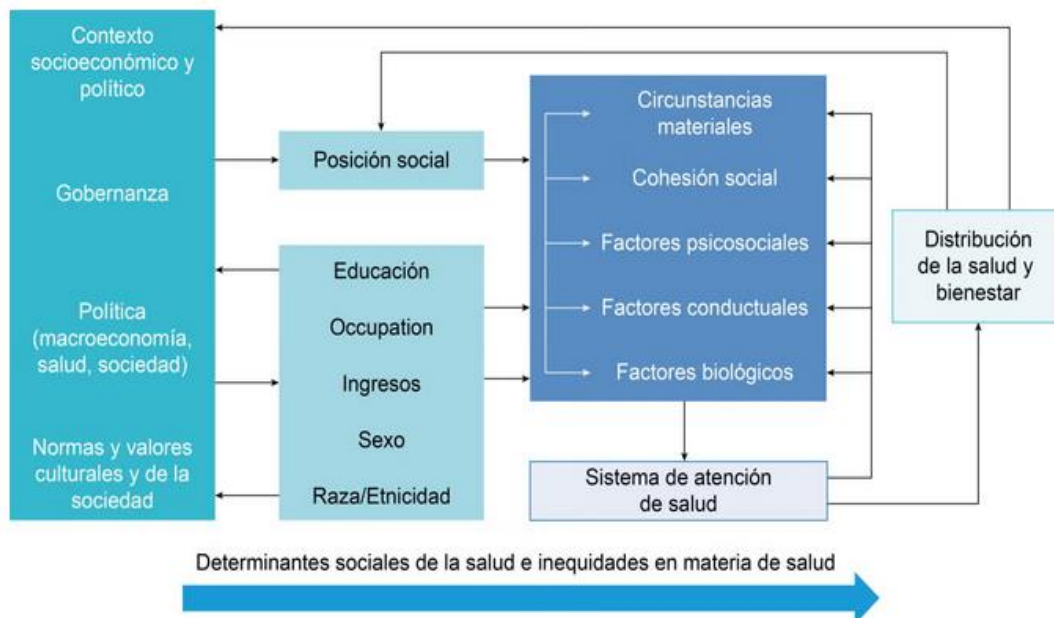 Contexto
socioeconómico y
político
Gobernanza
Política
(macroeconomía,
salud, sociedad)
Normas y valores
culturales y de la
sociedad
Posición social
Educación
Occupation
Ingresos
Sexo
Raza/Etnicidad
Circunstancias
materiales
Cohesión social
Factores psicosociales
Factores conductuales
Factores biológicos
Sistema de atención
de salud
Distribución
de la salud y
bienestar
Determinantes sociales de la salud e inequidades en materia de salud